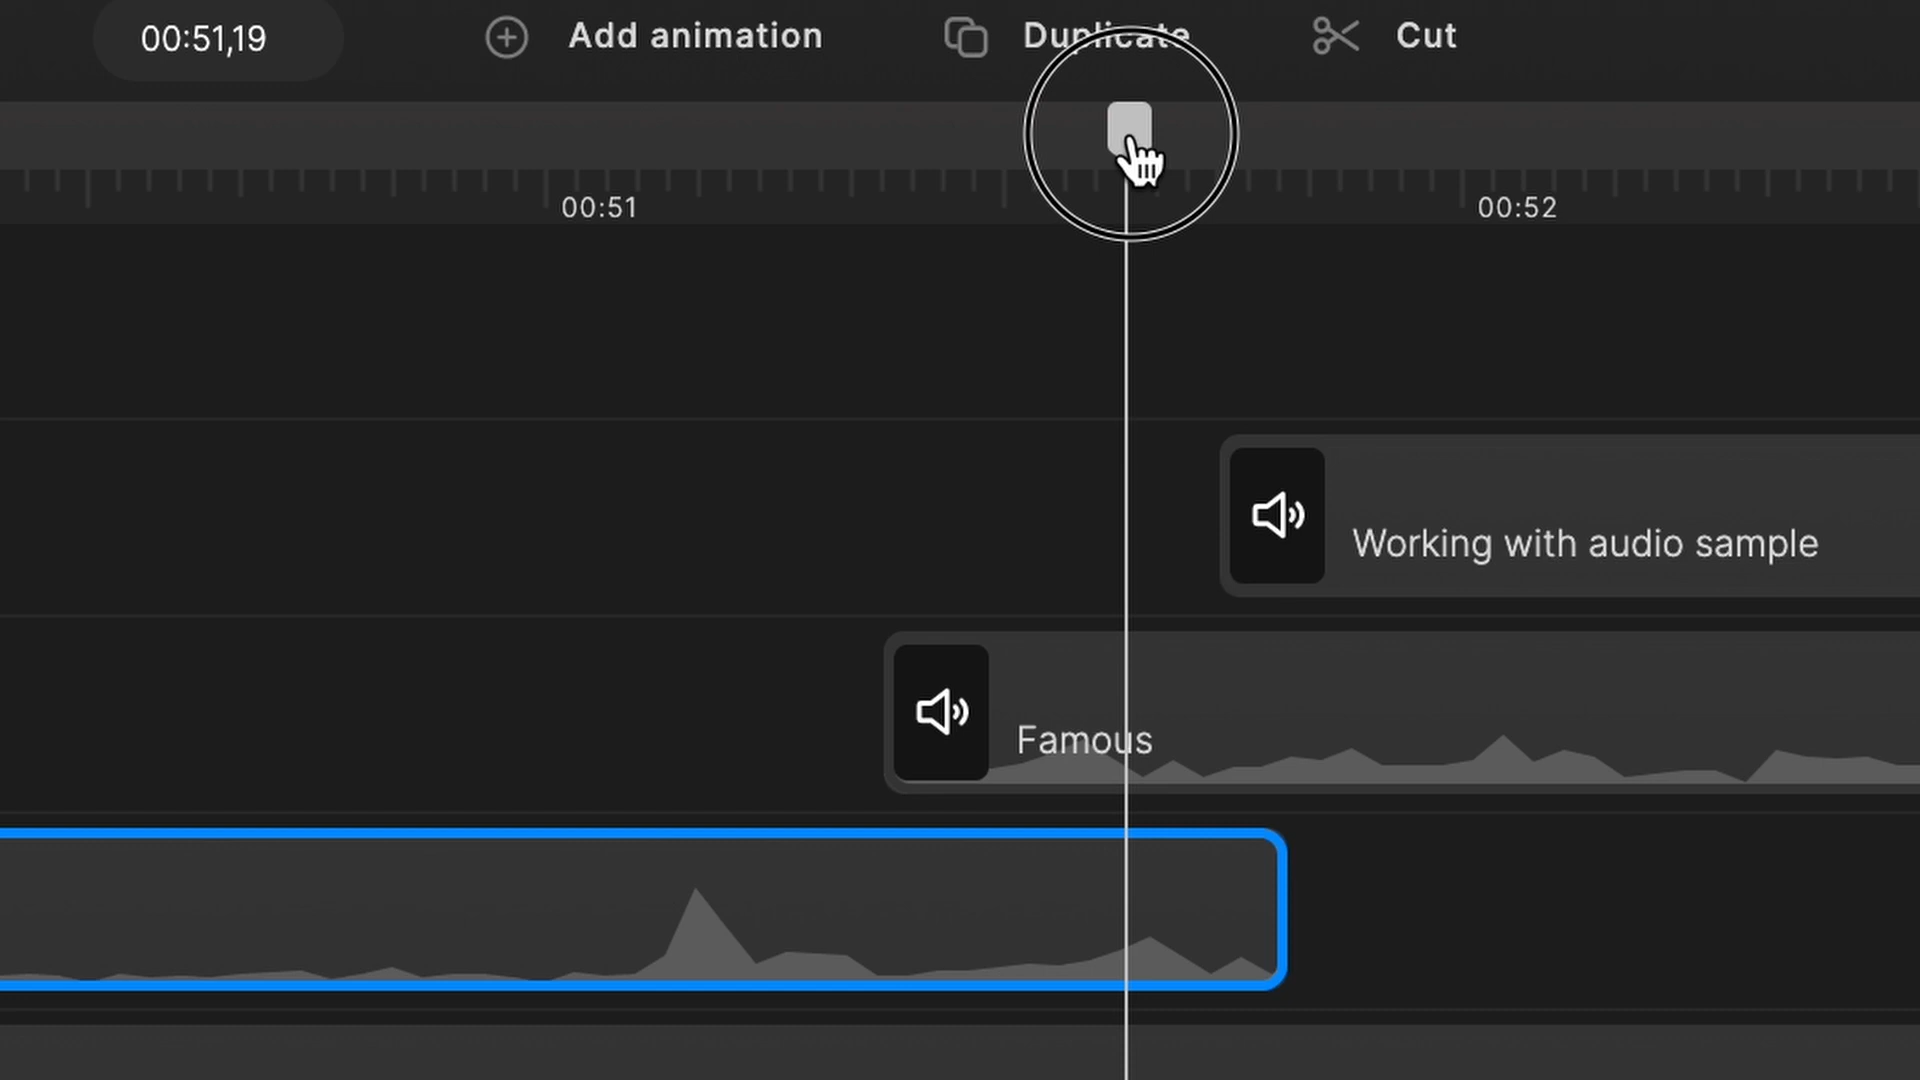 00:51,19 Add animation Duplicate Cut
00:51 00:52
Working with audio sample
Famous